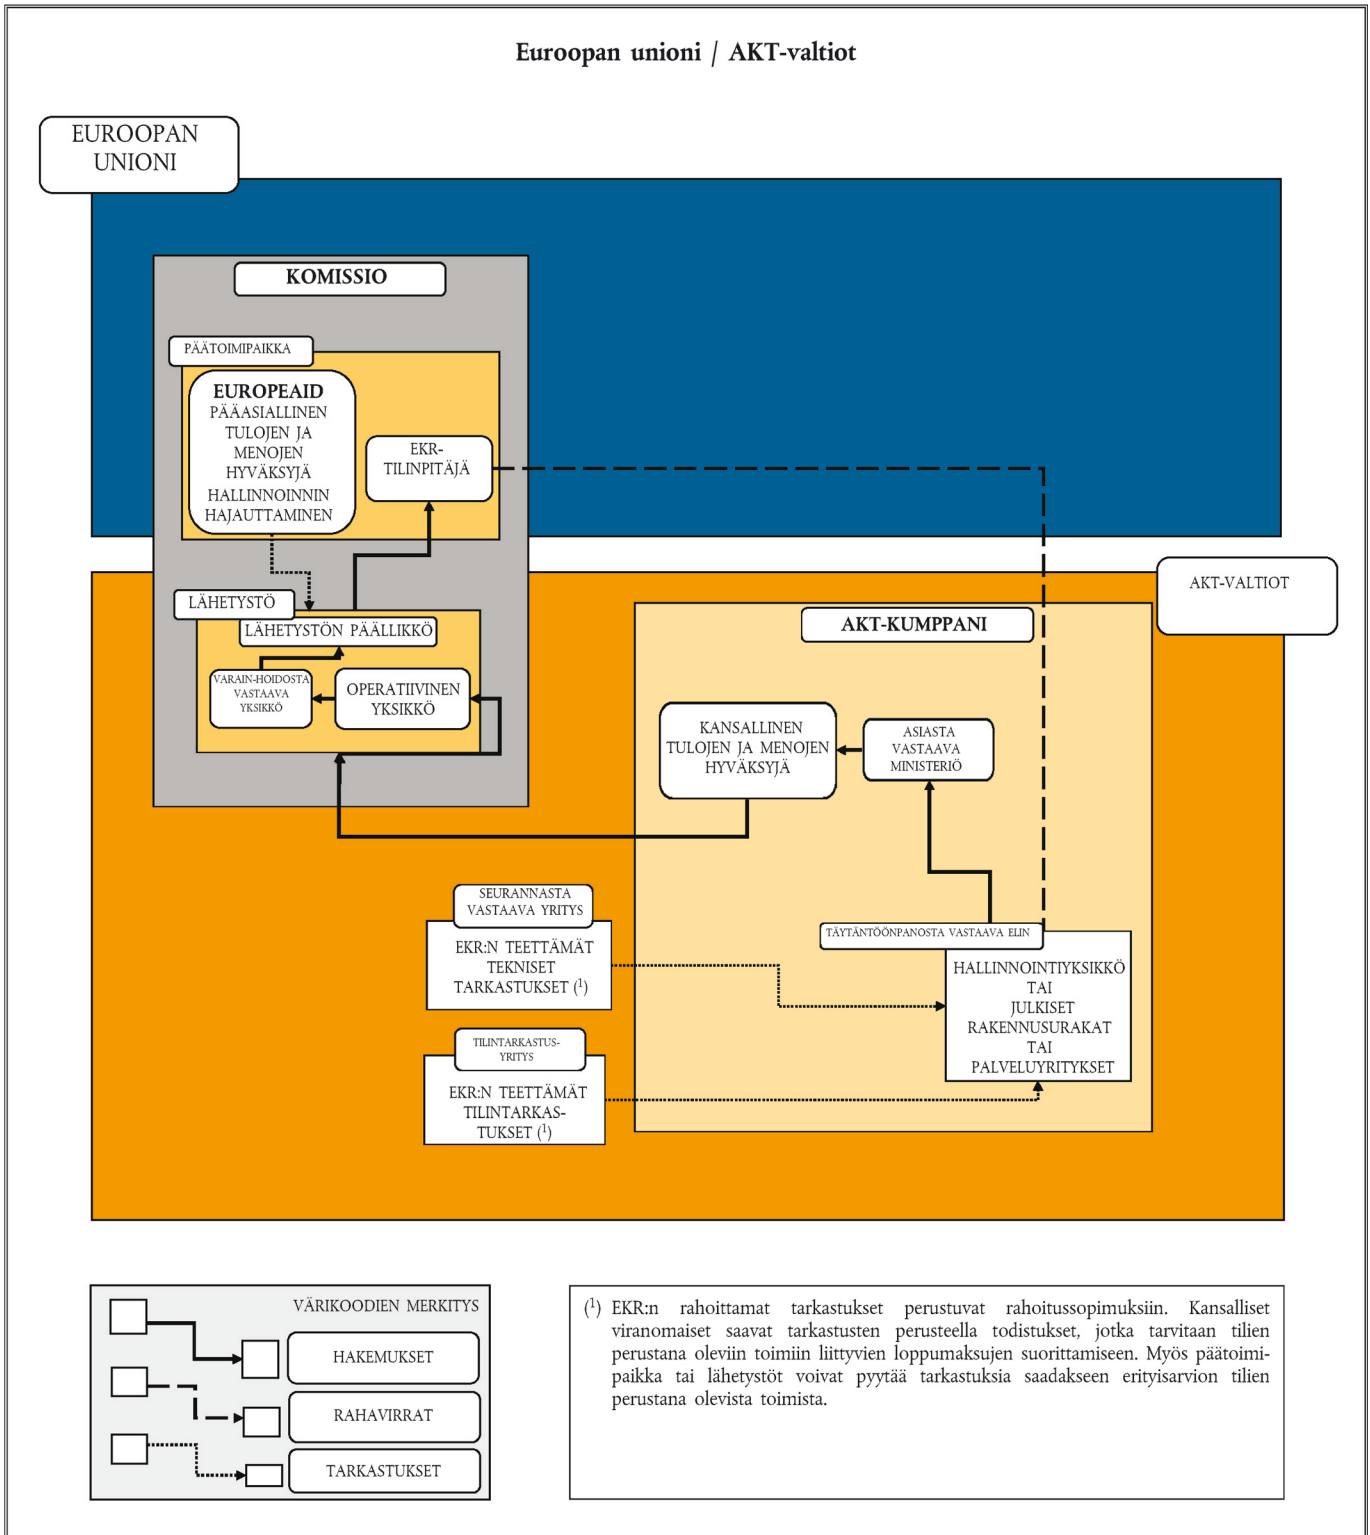 Euroopan unioni / AKT-valtiot
EUROOPAN
UNIONI
KOMISSIO
PÄÄTOIMIPAIKKA
EUROPEAID
PÄÄASIALLINEN
TULOJEN JA
MENOJEN
HYVÄKSYJÄ
HALLINNOINNIN
HAJAUTTAMINEN
EKR-
TILINPITÄJÄ
AKT-VALTIOT
LÄHETYSTÖ
LÄHETYSTÖN PÄÄLLIKKÖ
VARAIN-HOIDOSTA
VASTAAVA
YKSIKKÖ
OPERATIIVINEN
YKSIKKÖ
AKT-KUMPPANI
KANSALLINEN
TULOJEN JA MENOJEN
HYVÄKSYJÄ
ASIASTA
VASTAAVA
MINISTERIÖ
SEURANNASTA
VASTAAVA YRITYS
EKR:N TEETTÄMÄT
TEKNISET
TARKASTUKSET (¹)
TÄYTÄNTÖÖNPANOSTA VASTAAVA ELIN
HALLINNOINTIYKSIKKÖ
TAI
JULKISET
RAKENNUSURAKAT
TAI
PALVELUYRITYKSET
TILINTARKASTUS-
YRITYS
EKR:N TEETTÄMÄT
TILINTARKAS-
TUKSET (¹)
VÄRIKOODIEN MERKITYS
HAKEMUKSET
RAHAVIRRAT
TARKASTUKSET
(¹) EKR:n rahoittamat tarkastukset perustuvat rahoitussopimuksiin. Kansalliset
viranomaiset saavat tarkastusten perusteella todistukset, jotka tarvitaan tilien
perustana oleviin toimiin liittyvien loppumaksujen suorittamiseen. Myös päätoimi-
paikka tai lähetystöt voivat pyytää tarkastuksia saadakseen erityisarvion tilien
perustana olevista toimista.